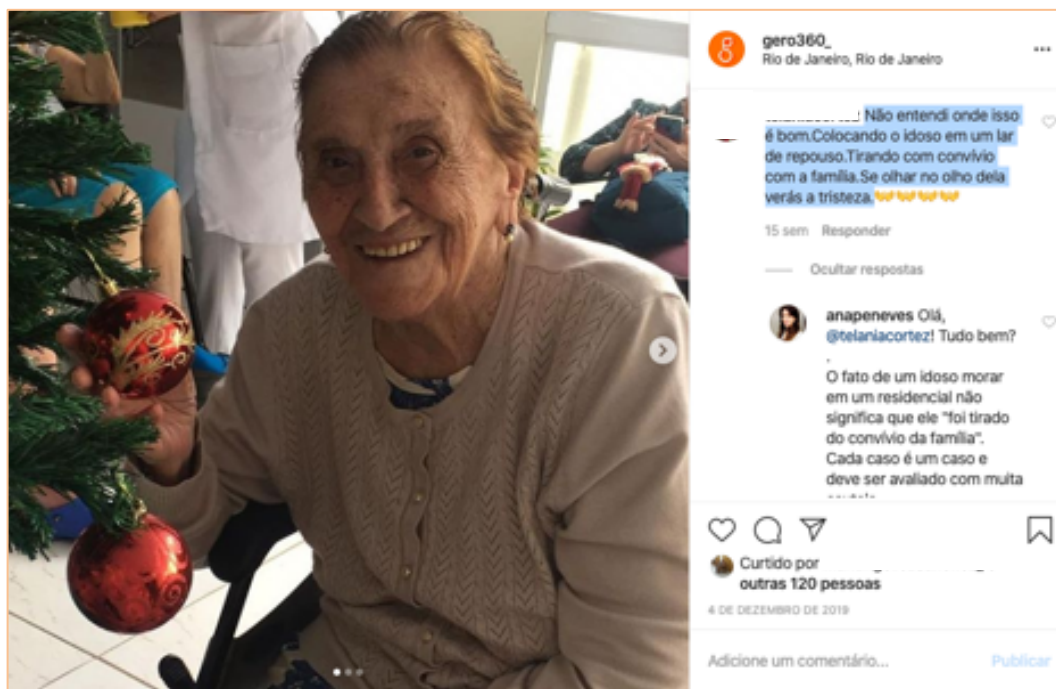 gero360_
Rio de Janeiro, Rio de Janeiro
Não entendi onde isso
é bom.Colocando o idoso em um lar
de repouso.Tirando com convívio
com a família.Se olhar no olho dela
verás a tristeza.
15 sem Responder
Ocultar respostas
anapeneves Olá,
@telaniacortez! Tudo bem?
.
O fato de um idoso morar
em um residencial não
significa que ele "foi tirado
do convívio da família".
Cada caso é um caso e
deve ser avaliado com muita
Curtido por
outras 120 pessoas
4 DE DEZEMBRO DE 2019
Adicione um comentário... Publicar